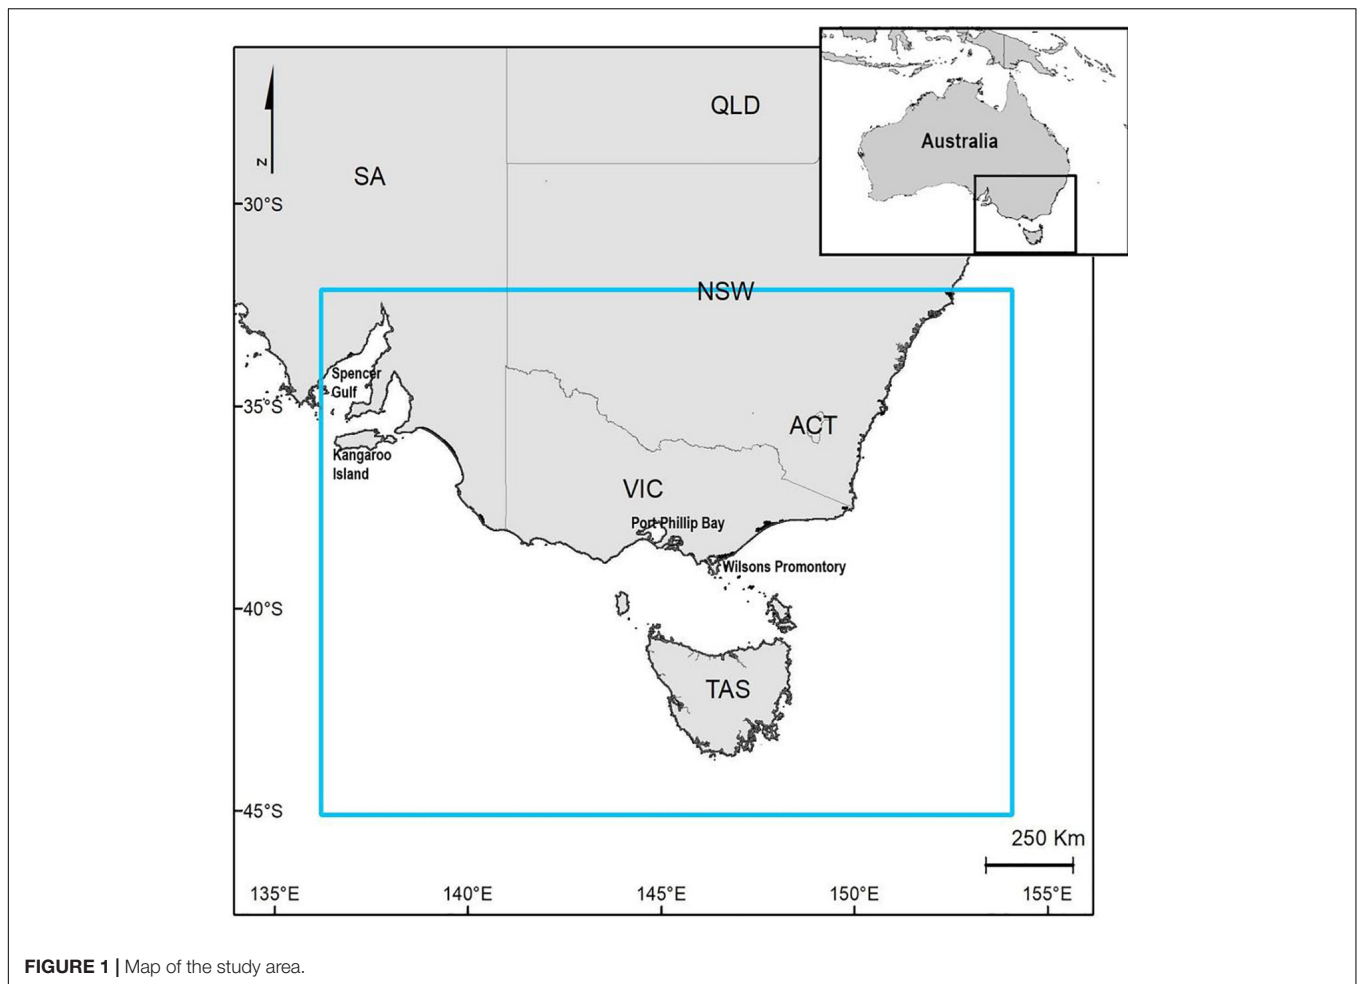 QLD
Australia
SA
N
30°S
NSW
Spencer
Gulf
35°S
ACT
Kangaroo
Island
VIC
Port Phillip Bay
Wilsons Promontory
40°S
TAS
45°S
250 Km
135°E 140°E 145°E 150°E 155°E
FIGURE 1 | Map of the study area.